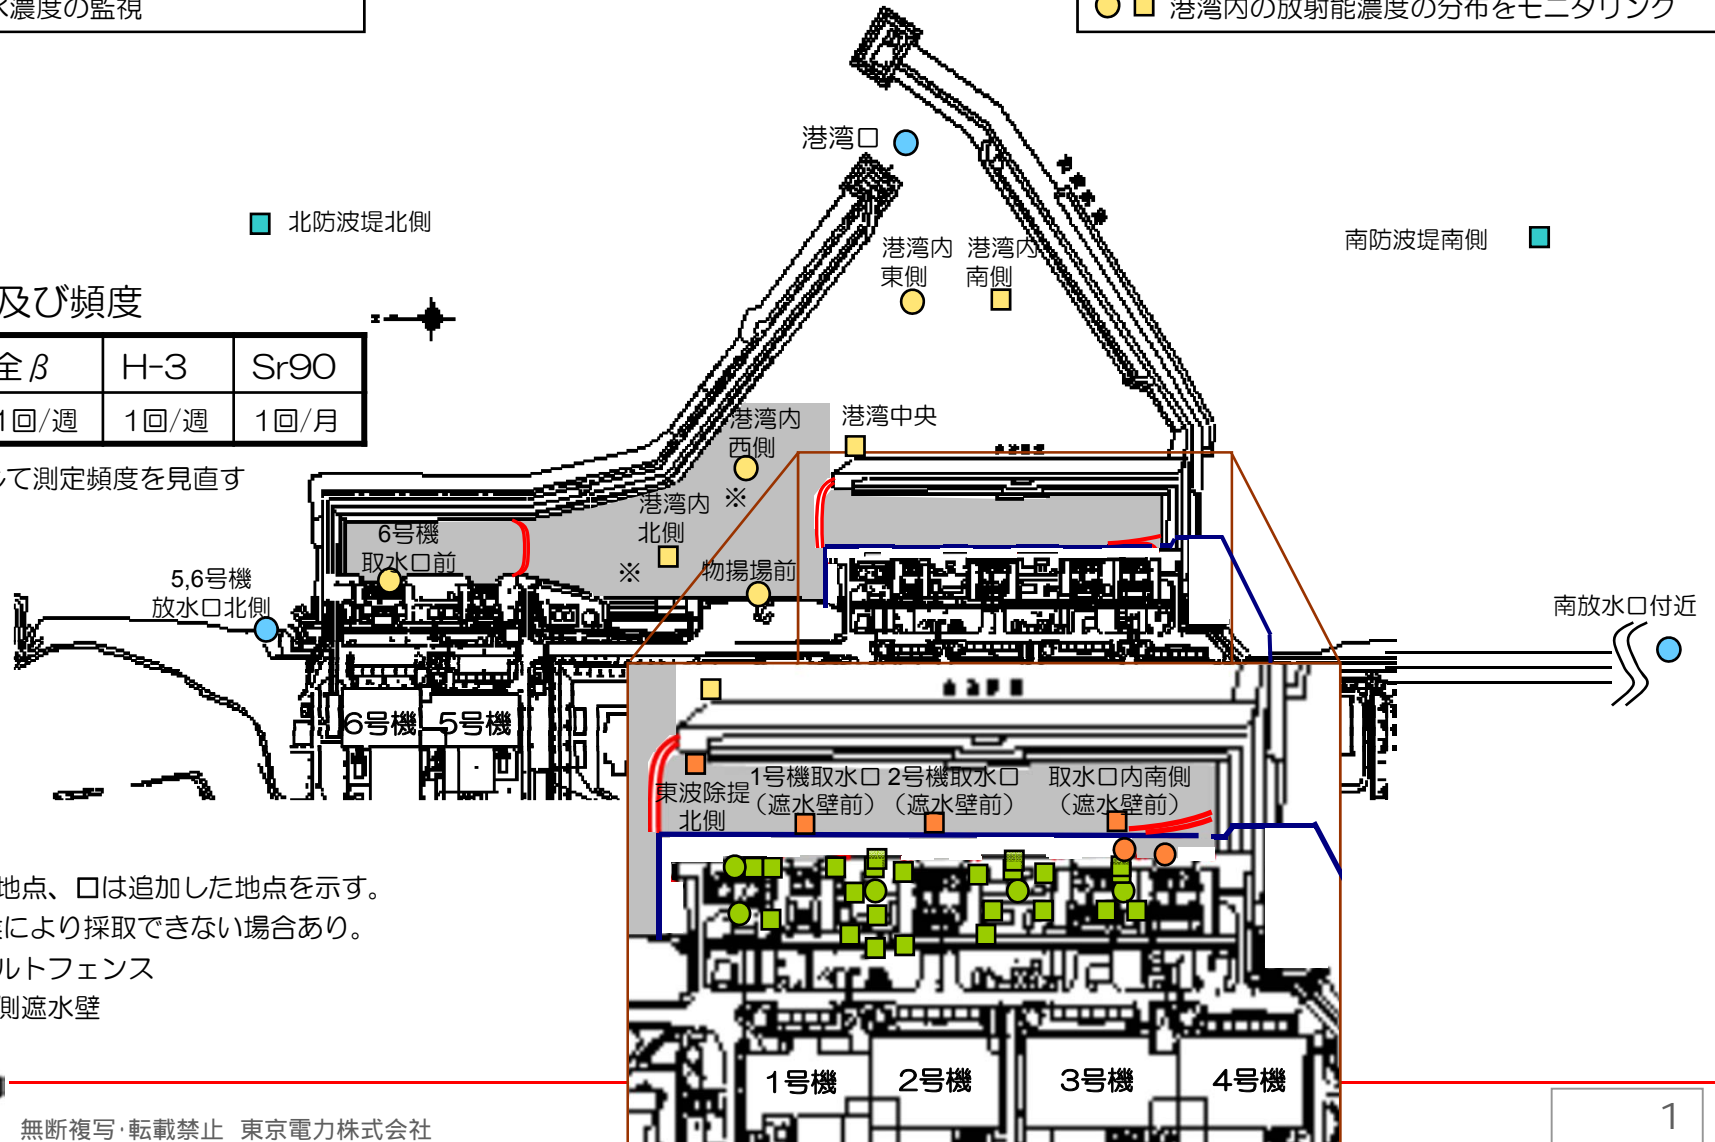 水濃度の監視
港湾内の放射能濃度の分布をモニタリング
港湾口
北防波堤北側
南防波堤南側
港湾内
東側
港湾内
南側
及び頻度
全β H-3 Sr90
1回/週 1回/週 1回/月
て測定頻度を見直す
港湾内
西側
※
港湾中央
港湾内
北側
※
6号機
取水口前
物揚場前
5,6号機
放水口北側
南放水口付近
6号機
5号機
東波除堤
北側
1号機取水口
（遮水壁前）
2号機取水口
（遮水壁前）
取水口内南側
（遮水壁前）
地点、口は追加した地点を示す。
により採取できない場合あり。
ルトフェンス
側遮水壁
1号機
2号機
3号機
4号機
無断複写・転載禁止 東京電力株式会社
1